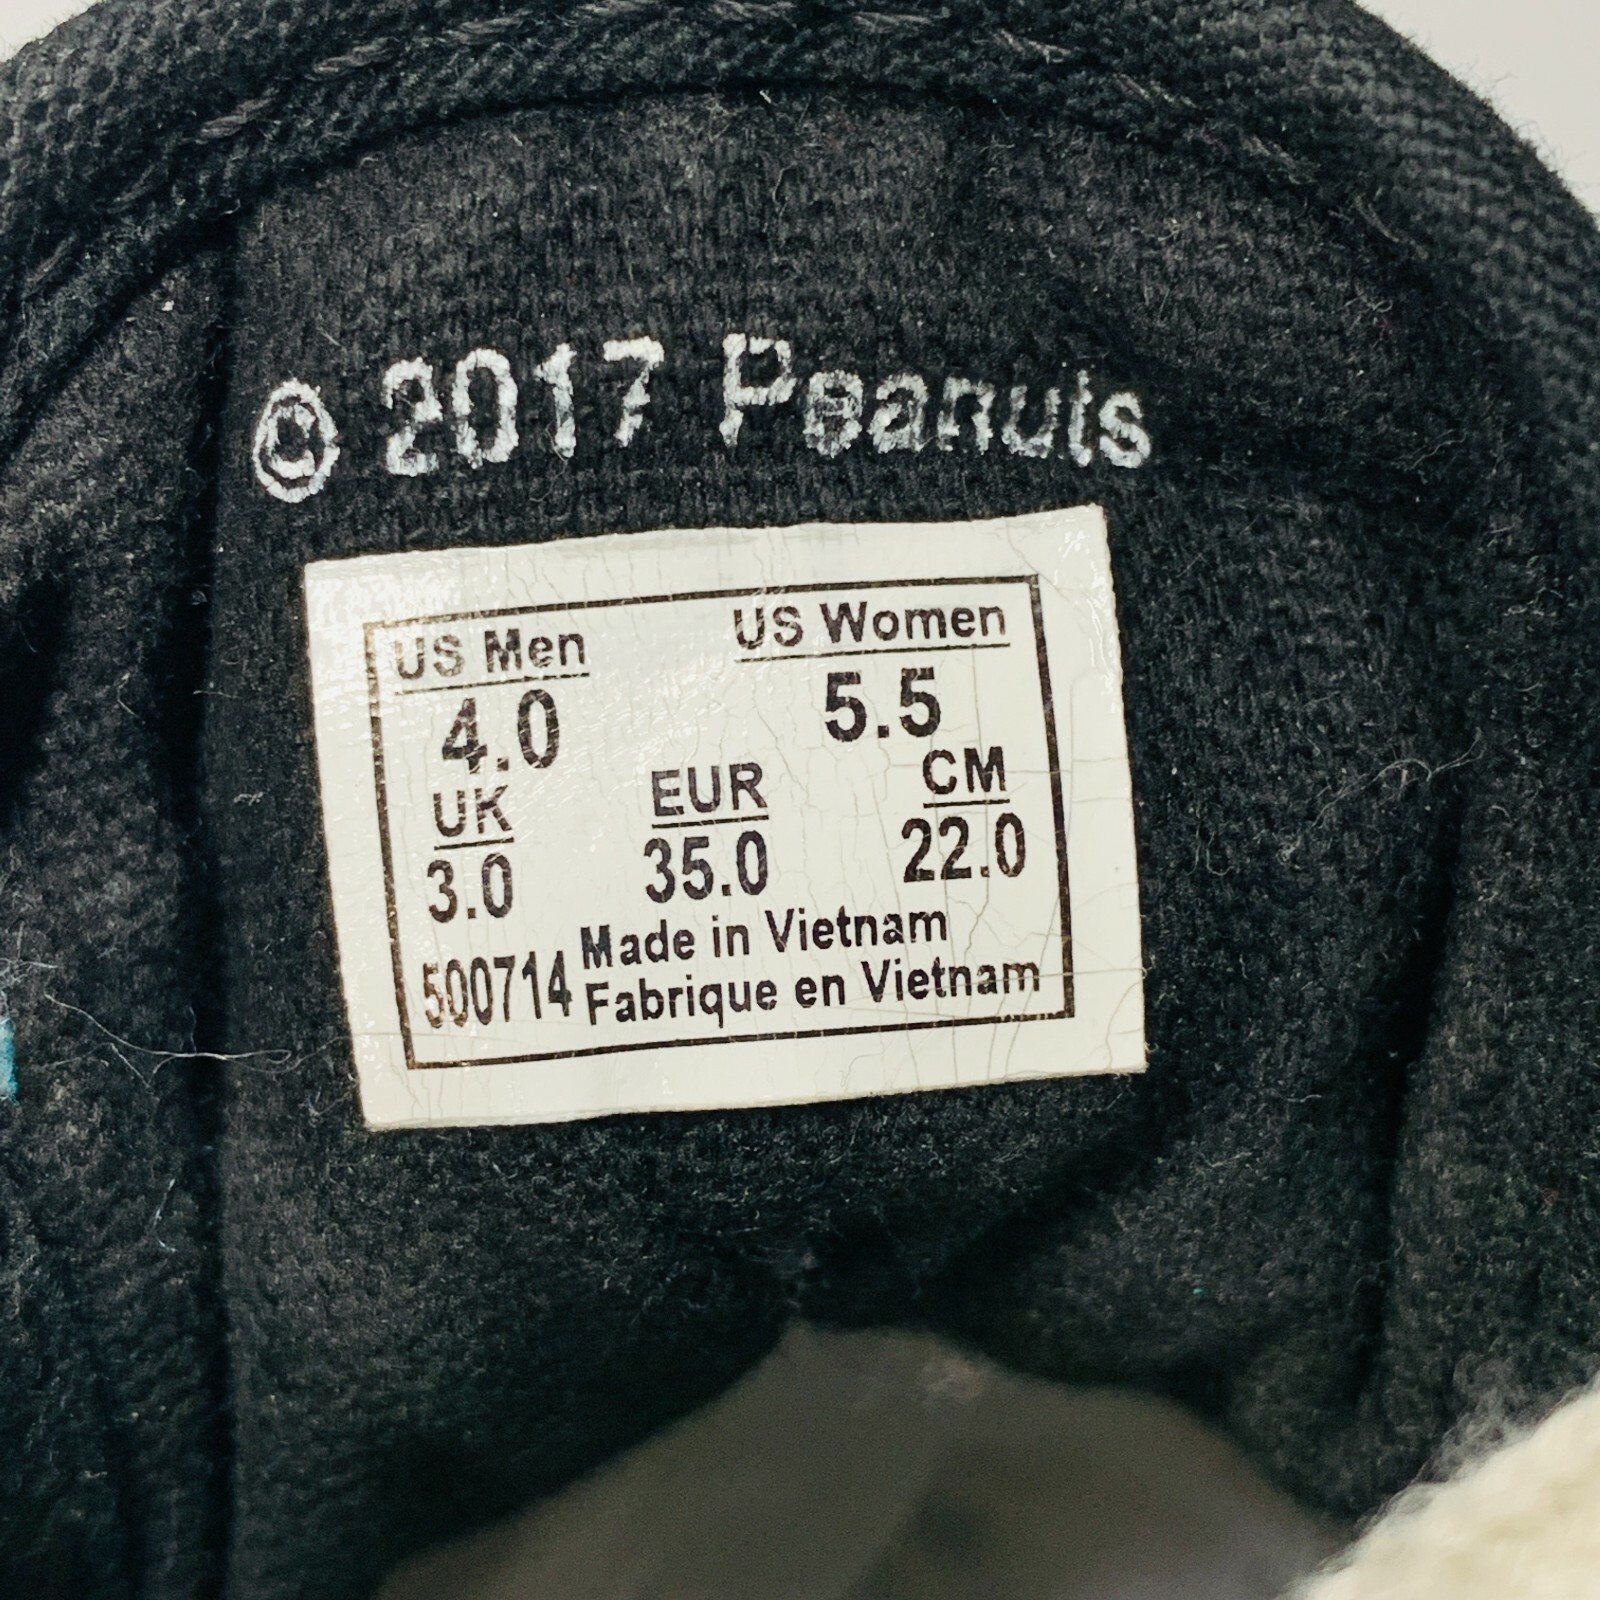 © 2017 Peanuts
US Men US Women
4.0 5.5
UK EUR CM
3.0 35.0 22.0
500714 Made in Vietnam
Fabrique en Vietnam